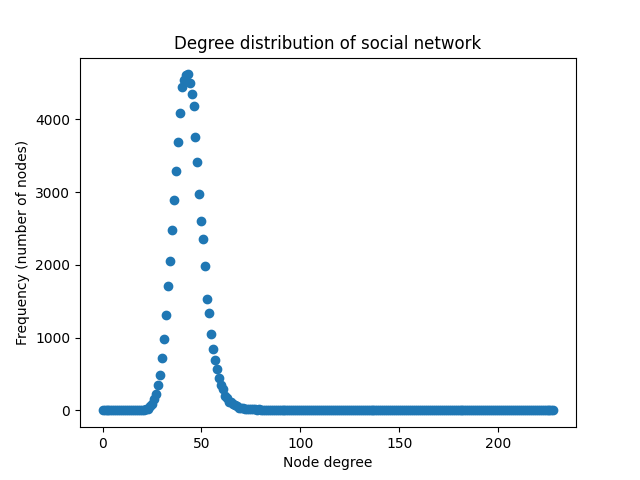 Degree distribution of social network
Frequency (number of nodes)
4000
3000
2000
1000
0
0 50 100 150 200
Node degree